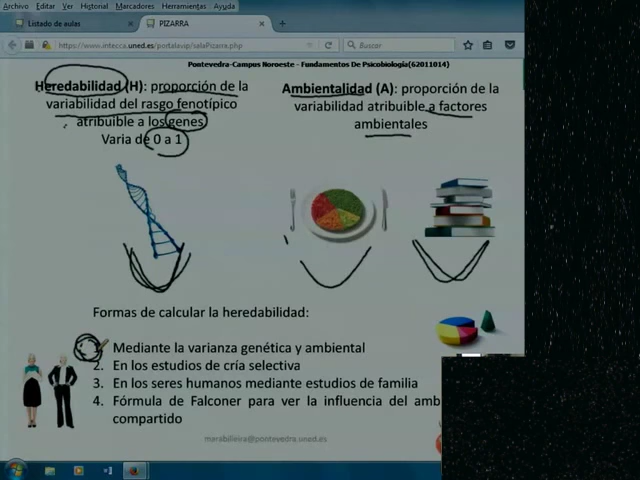 Archivo Editar Ver Historial Marcadores Herramientas Ayuda
Listado de aulas
PIZARRA
https://www.intecca.uned.es/portalavip/salaPizarra.php
Buscar
Pontevedra-Campus Noroeste - Fundamentos De Psicobiología(62011014)
Heredabilidad (H): proporción de la
variabilidad del rasgo fenotípico
atribuible a los genes
Varia de 0 a 1
Ambientalidad (A): proporción de la
variabilidad atribuible a factores
ambientales
Formas de calcular la heredabilidad:
Mediante la varianza genética y ambiental
2. En los estudios de cría selectiva
3. En los seres humanos mediante estudios de familia
4. Fórmula de Falconer para ver la influencia del amb
compartido